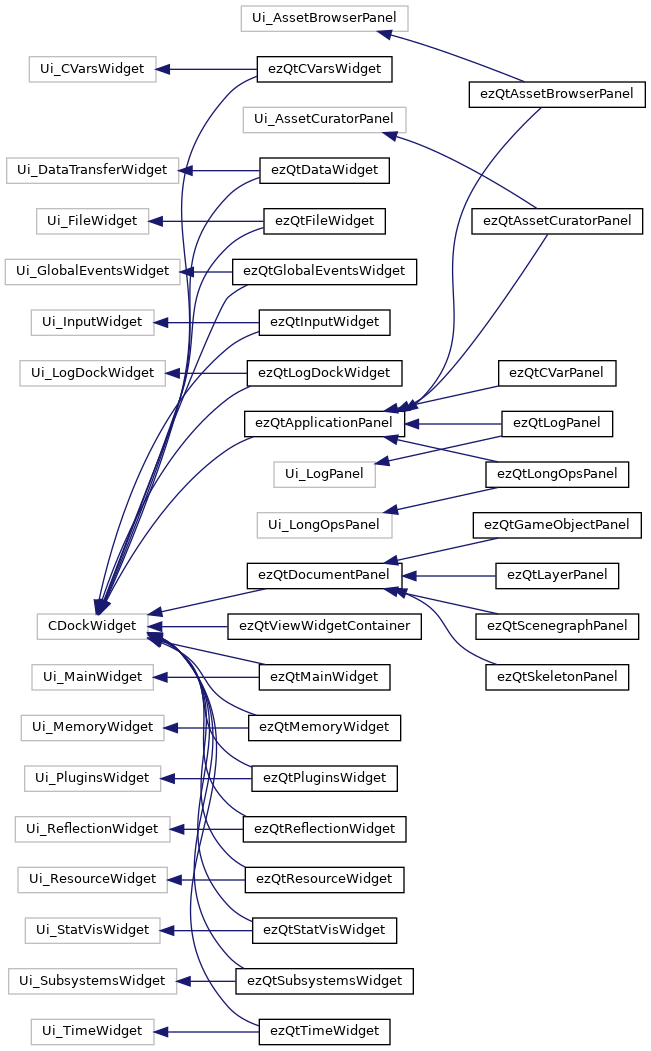 Ui_AssetBrowserPanel
Ui_CVarsWidget
ezQtCVarsWidget
ezQtAssetBrowserPanel
Ui_AssetCuratorPanel
Ui_DataTransferWidget
ezQtDataWidget
Ui_FileWidget
ezQtFileWidget
ezQtAssetCuratorPanel
Ui_GlobalEventsWidget
ezQtGlobalEventsWidget
Ui_InputWidget
ezQtInputWidget
Ui_LogDockWidget
ezQtLogDockWidget
ezQtCVarPanel
ezQtApplicationPanel
ezQtLogPanel
Ui_LogPanel
ezQtLongOpsPanel
Ui_LongOpsPanel
ezQtGameObjectPanel
ezQtDocumentPanel
ezQtLayerPanel
CDockWidget
ezQtViewWidgetContainer
ezQtScenegraphPanel
Ui_MainWidget
ezQtMainWidget
ezQtSkeletonPanel
Ui_MemoryWidget
ezQtMemoryWidget
Ui_PluginsWidget
ezQtPluginsWidget
Ui_ReflectionWidget
ezQtReflectionWidget
Ui_ResourceWidget
ezQtResourceWidget
Ui_StatVisWidget
ezQtStatVisWidget
Ui_SubsystemsWidget
ezQtSubsystemsWidget
Ui_TimeWidget
ezQtTimeWidget